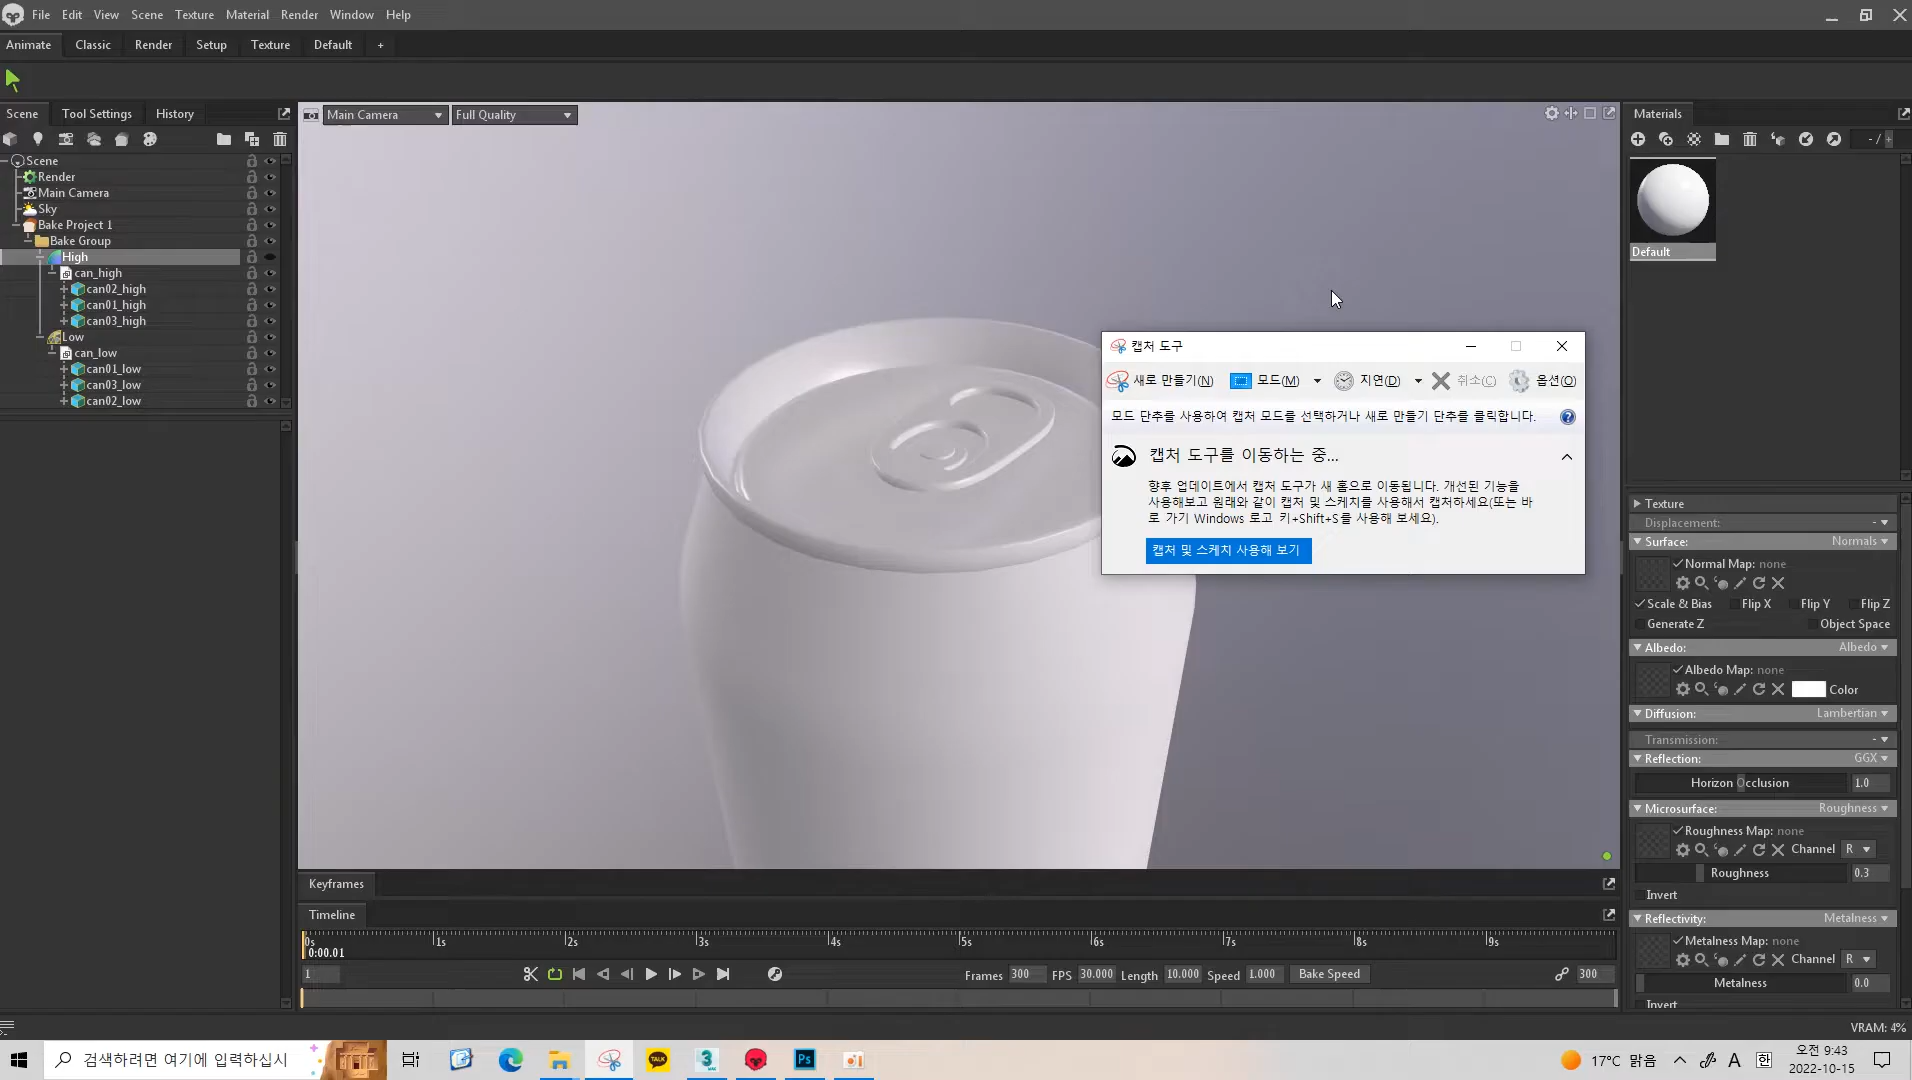 File Edit View Scene Texture Material Render Window Help
Animate Classic Render Setup Texture Default +
Scene Tool Settings History
Main Camera Full Quality
Materials
- / +
Scene
Render
Main Camera
Sky
Bake Project 1
Bake Group
High
can_high
can02_high
can01_high
can03_high
Low
can_low
can01_low
can03_low
can02_low
Default
캡처 도구
새로 만들기(N) 모드(M) 지연(D) 취소(C) 옵션(O)
모드 단추를 사용하여 캡처 모드를 선택하거나 새로 만들기 단추를 클릭합니다.
캡처 도구를 이동하는 중...
향후 업데이트에서 캡처 도구가 새 홈으로 이동됩니다. 개선된 기능을
사용해보고 원래와 같이 캡처 및 스케치를 사용해서 캡처하세요(또는 바
로 가기 Windows 로고 키+Shift+S를 사용해 보세요).
캡처 및 스케치 사용해 보기
Texture
Displacement: -
Surface: Normals
Normal Map: none
Scale & Bias Flip X Flip Y Flip Z
Generate Z Object Space
Albedo: Albedo
Albedo Map: none
Color
Diffusion: Lambertian
Transmission: -
Reflection: GGX
Horizon Occlusion 1.0
Microsurface: Roughness
Roughness Map: none
Channel R
Roughness 0.3
Invert
Reflectivity: Metalness
Metalness Map: none
Channel R
Metalness 0.0
Invert
Keyframes
Timeline
0s 1s 2s 3s 4s 5s 6s 7s 8s 9s
0:00.01
1 Frames 300 FPS 30.000 Length 10.000 Speed 1.000 Bake Speed 300
VRAM: 4%
검색하려면 여기에 입력하십시
TALK
3
MAX
Ps
17°C 맑음 A 한
오전 9:43
2022-10-15